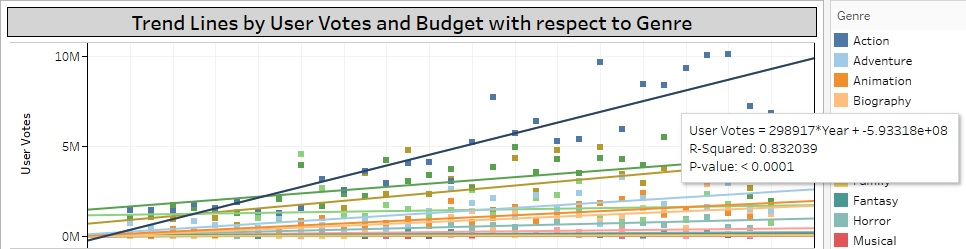 Trend Lines by User Votes and Budget with respect to Genre
Genre
Action
Adventure
Animation
Biography
10M
5M
0M
User Votes
User Votes = 298917*Year + -5.93318e+08
R-Squared: 0.832039
P-value: < 0.0001
Family
Fantasy
Horror
Musical